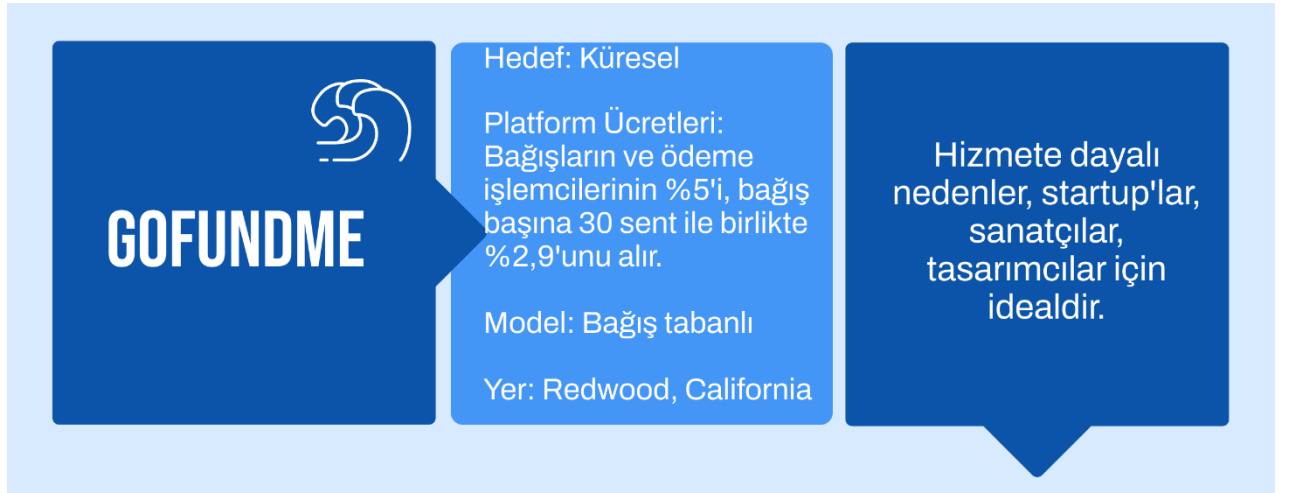 GOFUNDME
Hedef: Küresel
Platform Ücretleri:
Bağışların ve ödeme
işlemcilerinin %5'i, bağış
başına 30 sent ile birlikte
%2,9'unu alır.
Model: Bağış tabanlı
Yer: Redwood, California
Hizmete dayalı
nedenler, startup'lar,
sanatçılar,
tasarımcılar için
idealdir.